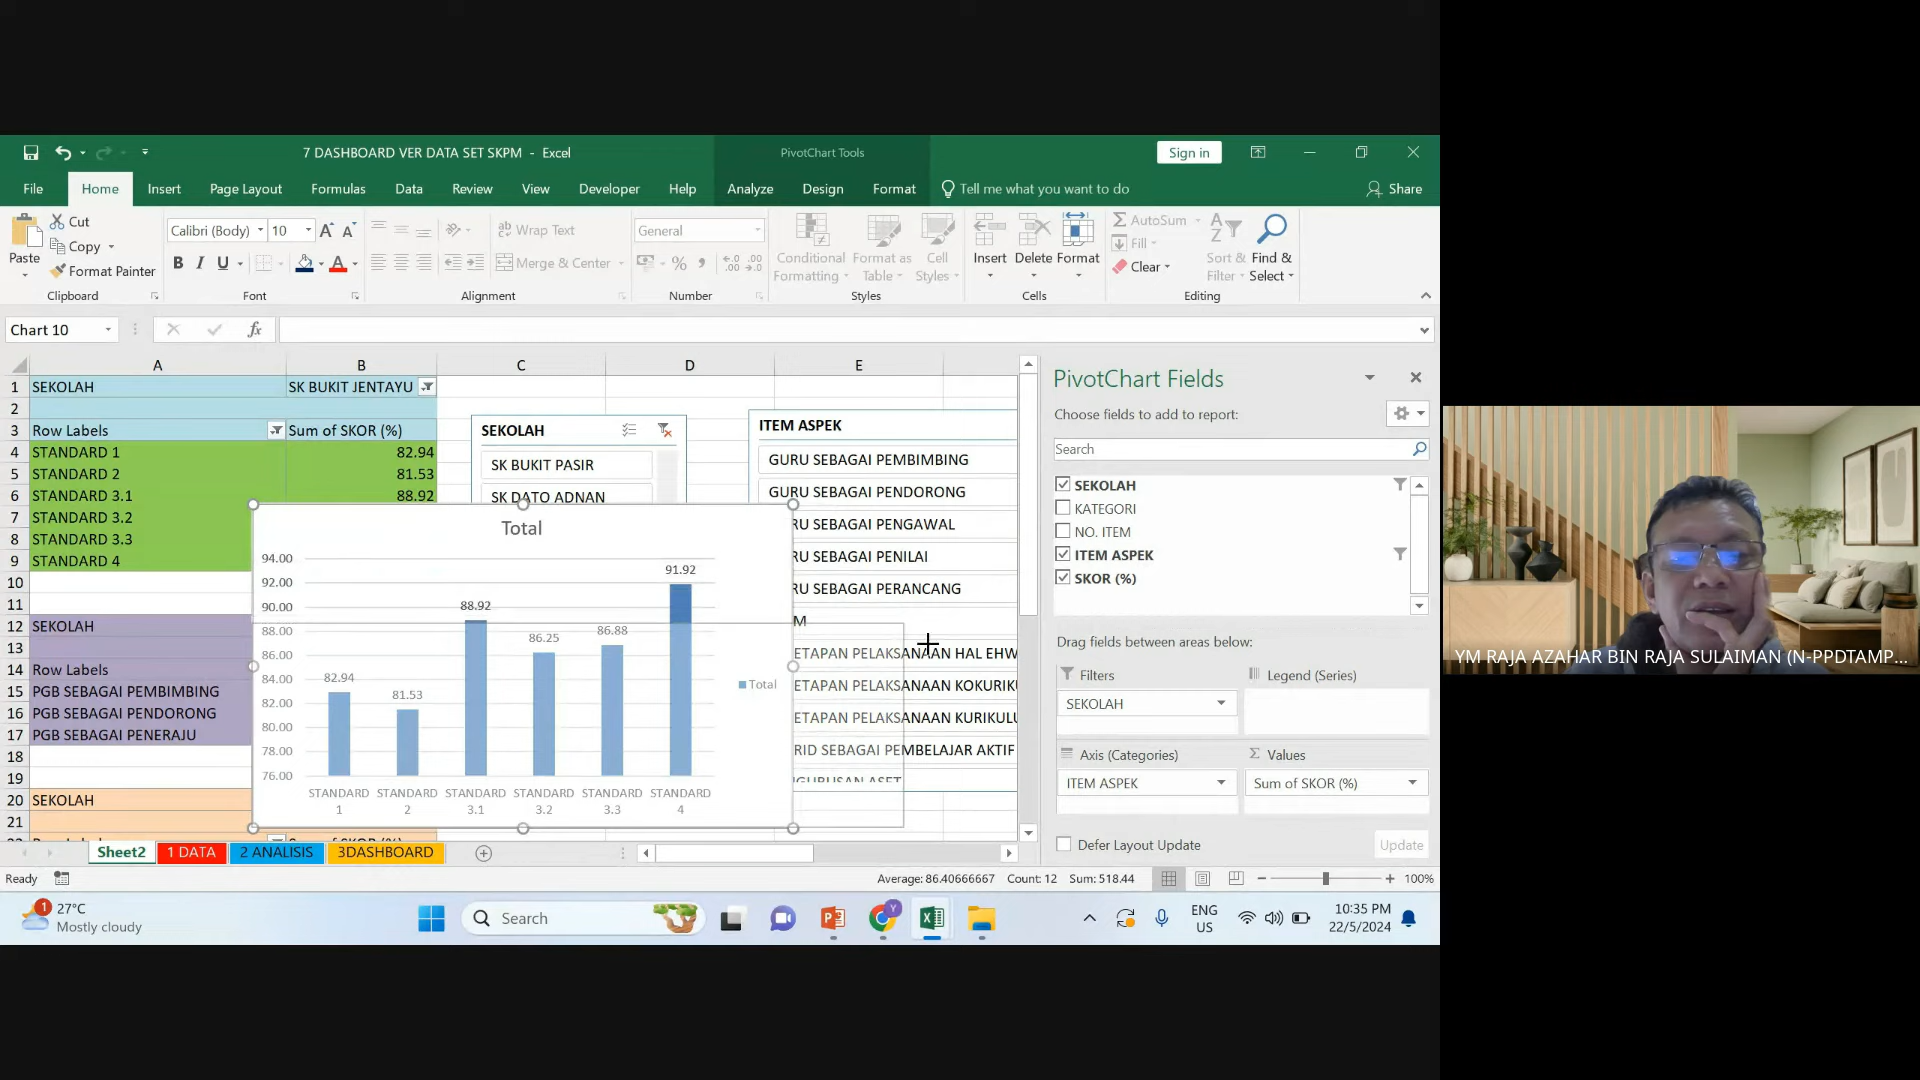 7 DASHBOARD VER DATA SET SKPM - Excel
PivotChart Tools
Sign in
File Home Insert Page Layout Formulas Data Review View Developer Help Analyze Design Format Tell me what you want to do Share
Paste
Cut
Copy
Format Painter
Clipboard
Calibri (Body) 10
B I U
Font
Wrap Text
Merge & Center
Alignment
General
Number
Conditional Formatting
Format as Table
Cell Styles
Styles
Insert Delete Format
Cells
AutoSum
Fill
Clear
Sort & Filter
Find & Select
Editing
Chart 10
fx
A B C D E
1 SEKOLAH SK BUKIT JENTAYU
2
3 Row Labels Sum of SKOR (%)
4 STANDARD 1 82.94
5 STANDARD 2 81.53
6 STANDARD 3.1 88.92
7 STANDARD 3.2
8 STANDARD 3.3
9 STANDARD 4
10
11
12 SEKOLAH
13
14 Row Labels
15 PGB SEBAGAI PEMBIMBING
16 PGB SEBAGAI PENDORONG
17 PGB SEBAGAI PENERAJU
18
19
20 SEKOLAH
21
SEKOLAH
SK BUKIT PASIR
SK DATO ADNAN
ITEM ASPEK
GURU SEBAGAI PEMBIMBING
GURU SEBAGAI PENDORONG
RU SEBAGAI PENGAWAL
RU SEBAGAI PENILAI
RU SEBAGAI PERANCANG
M
ETAPAN PELAKSANAAN HAL EHW
ETAPAN PELAKSANAAN KOKURIKU
ETAPAN PELAKSANAAN KURIKULU
RID SEBAGAI PEMBELAJAR AKTIF
NGURUSAN ASET
Total
94.00
92.00
90.00
88.00
86.00
84.00
82.00
80.00
78.00
76.00
82.94
81.53
88.92
86.25
86.88
91.92
STANDARD 1
STANDARD 2
STANDARD 3.1
STANDARD 3.2
STANDARD 3.3
STANDARD 4
Total
PivotChart Fields
Choose fields to add to report:
Search
SEKOLAH
KATEGORI
NO. ITEM
ITEM ASPEK
SKOR (%)
Drag fields between areas below:
Filters
SEKOLAH
Legend (Series)
Axis (Categories)
ITEM ASPEK
Σ Values
Sum of SKOR (%)
Defer Layout Update
Update
Sheet2 1 DATA 2 ANALISIS 3DASHBOARD
Ready
Average: 86.40666667 Count: 12 Sum: 518.44
100%
1
27°C
Mostly cloudy
Search
Y
ENG
US
10:35 PM
22/5/2024
YM RAJA AZAHAR BIN RAJA SULAIMAN (N-PPDTAMP...